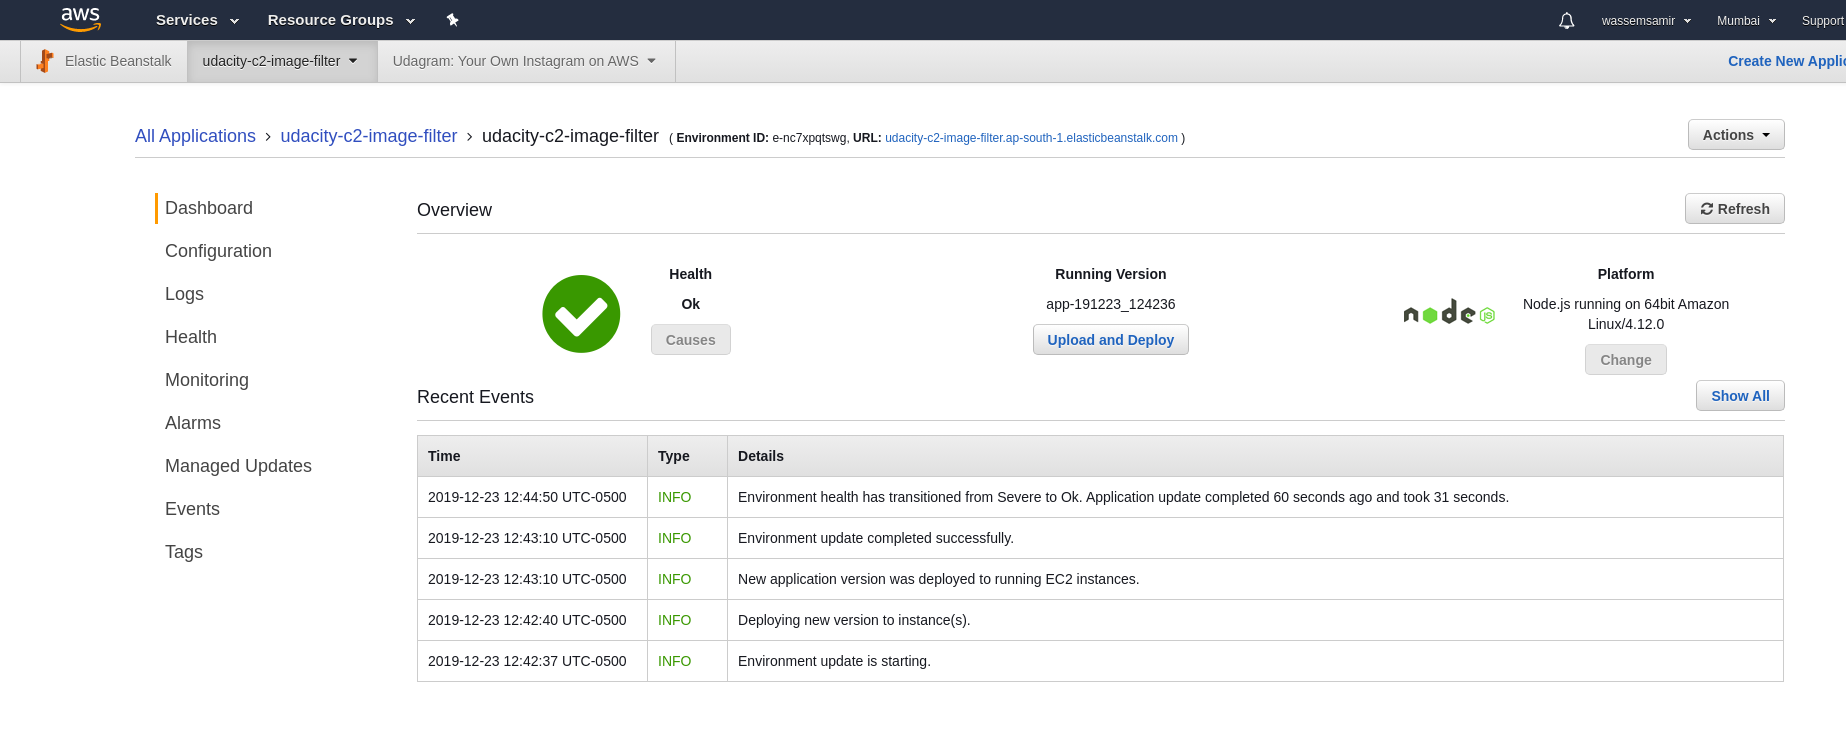 aws Services Resource Groups wassemsamir Mumbai Support
Elastic Beanstalk udacity-c2-image-filter Udagram: Your Own Instagram on AWS Create New Applic
All Applications › udacity-c2-image-filter › udacity-c2-image-filter ( Environment ID: e-nc7xpqtswg, URL: udacity-c2-image-filter.ap-south-1.elasticbeanstalk.com ) Actions
Dashboard
Configuration
Logs
Health
Monitoring
Alarms
Managed Updates
Events
Tags
Overview Refresh
Health
Ok
Causes
Running Version
app-191223_124236
Upload and Deploy
node JS
Platform
Node.js running on 64bit Amazon
Linux/4.12.0
Change
Recent Events Show All
Time Type Details
2019-12-23 12:44:50 UTC-0500 INFO Environment health has transitioned from Severe to Ok. Application update completed 60 seconds ago and took 31 seconds.
2019-12-23 12:43:10 UTC-0500 INFO Environment update completed successfully.
2019-12-23 12:43:10 UTC-0500 INFO New application version was deployed to running EC2 instances.
2019-12-23 12:42:40 UTC-0500 INFO Deploying new version to instance(s).
2019-12-23 12:42:37 UTC-0500 INFO Environment update is starting.